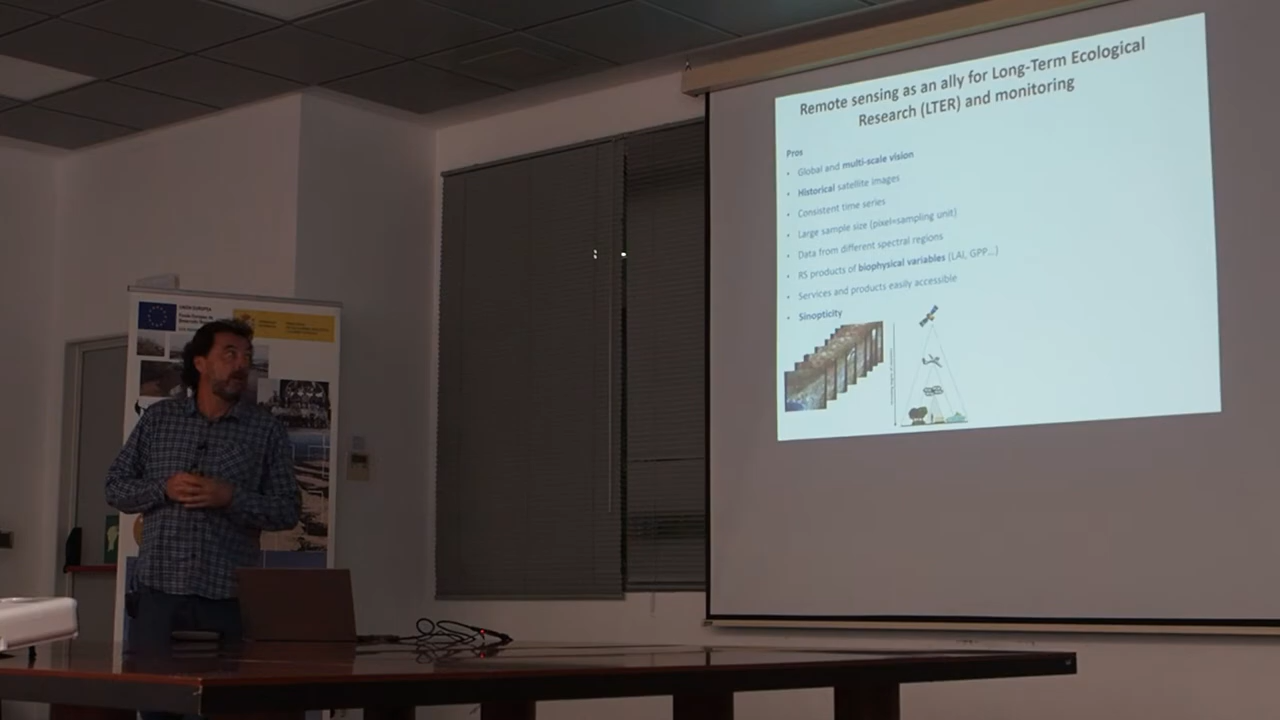 Remote sensing as an ally for Long-Term Ecological
Research (LTER) and monitoring
Pros
• Global and multi-scale vision
• Historical satellite images
• Consistent time series
• Large sample size (pixel=sampling unit)
• Data from different spectral regions
• RS products of biophysical variables (LAI, GPP...)
• Services and products easily accessible
• Sinopticity
UNIÓN EUROPEA